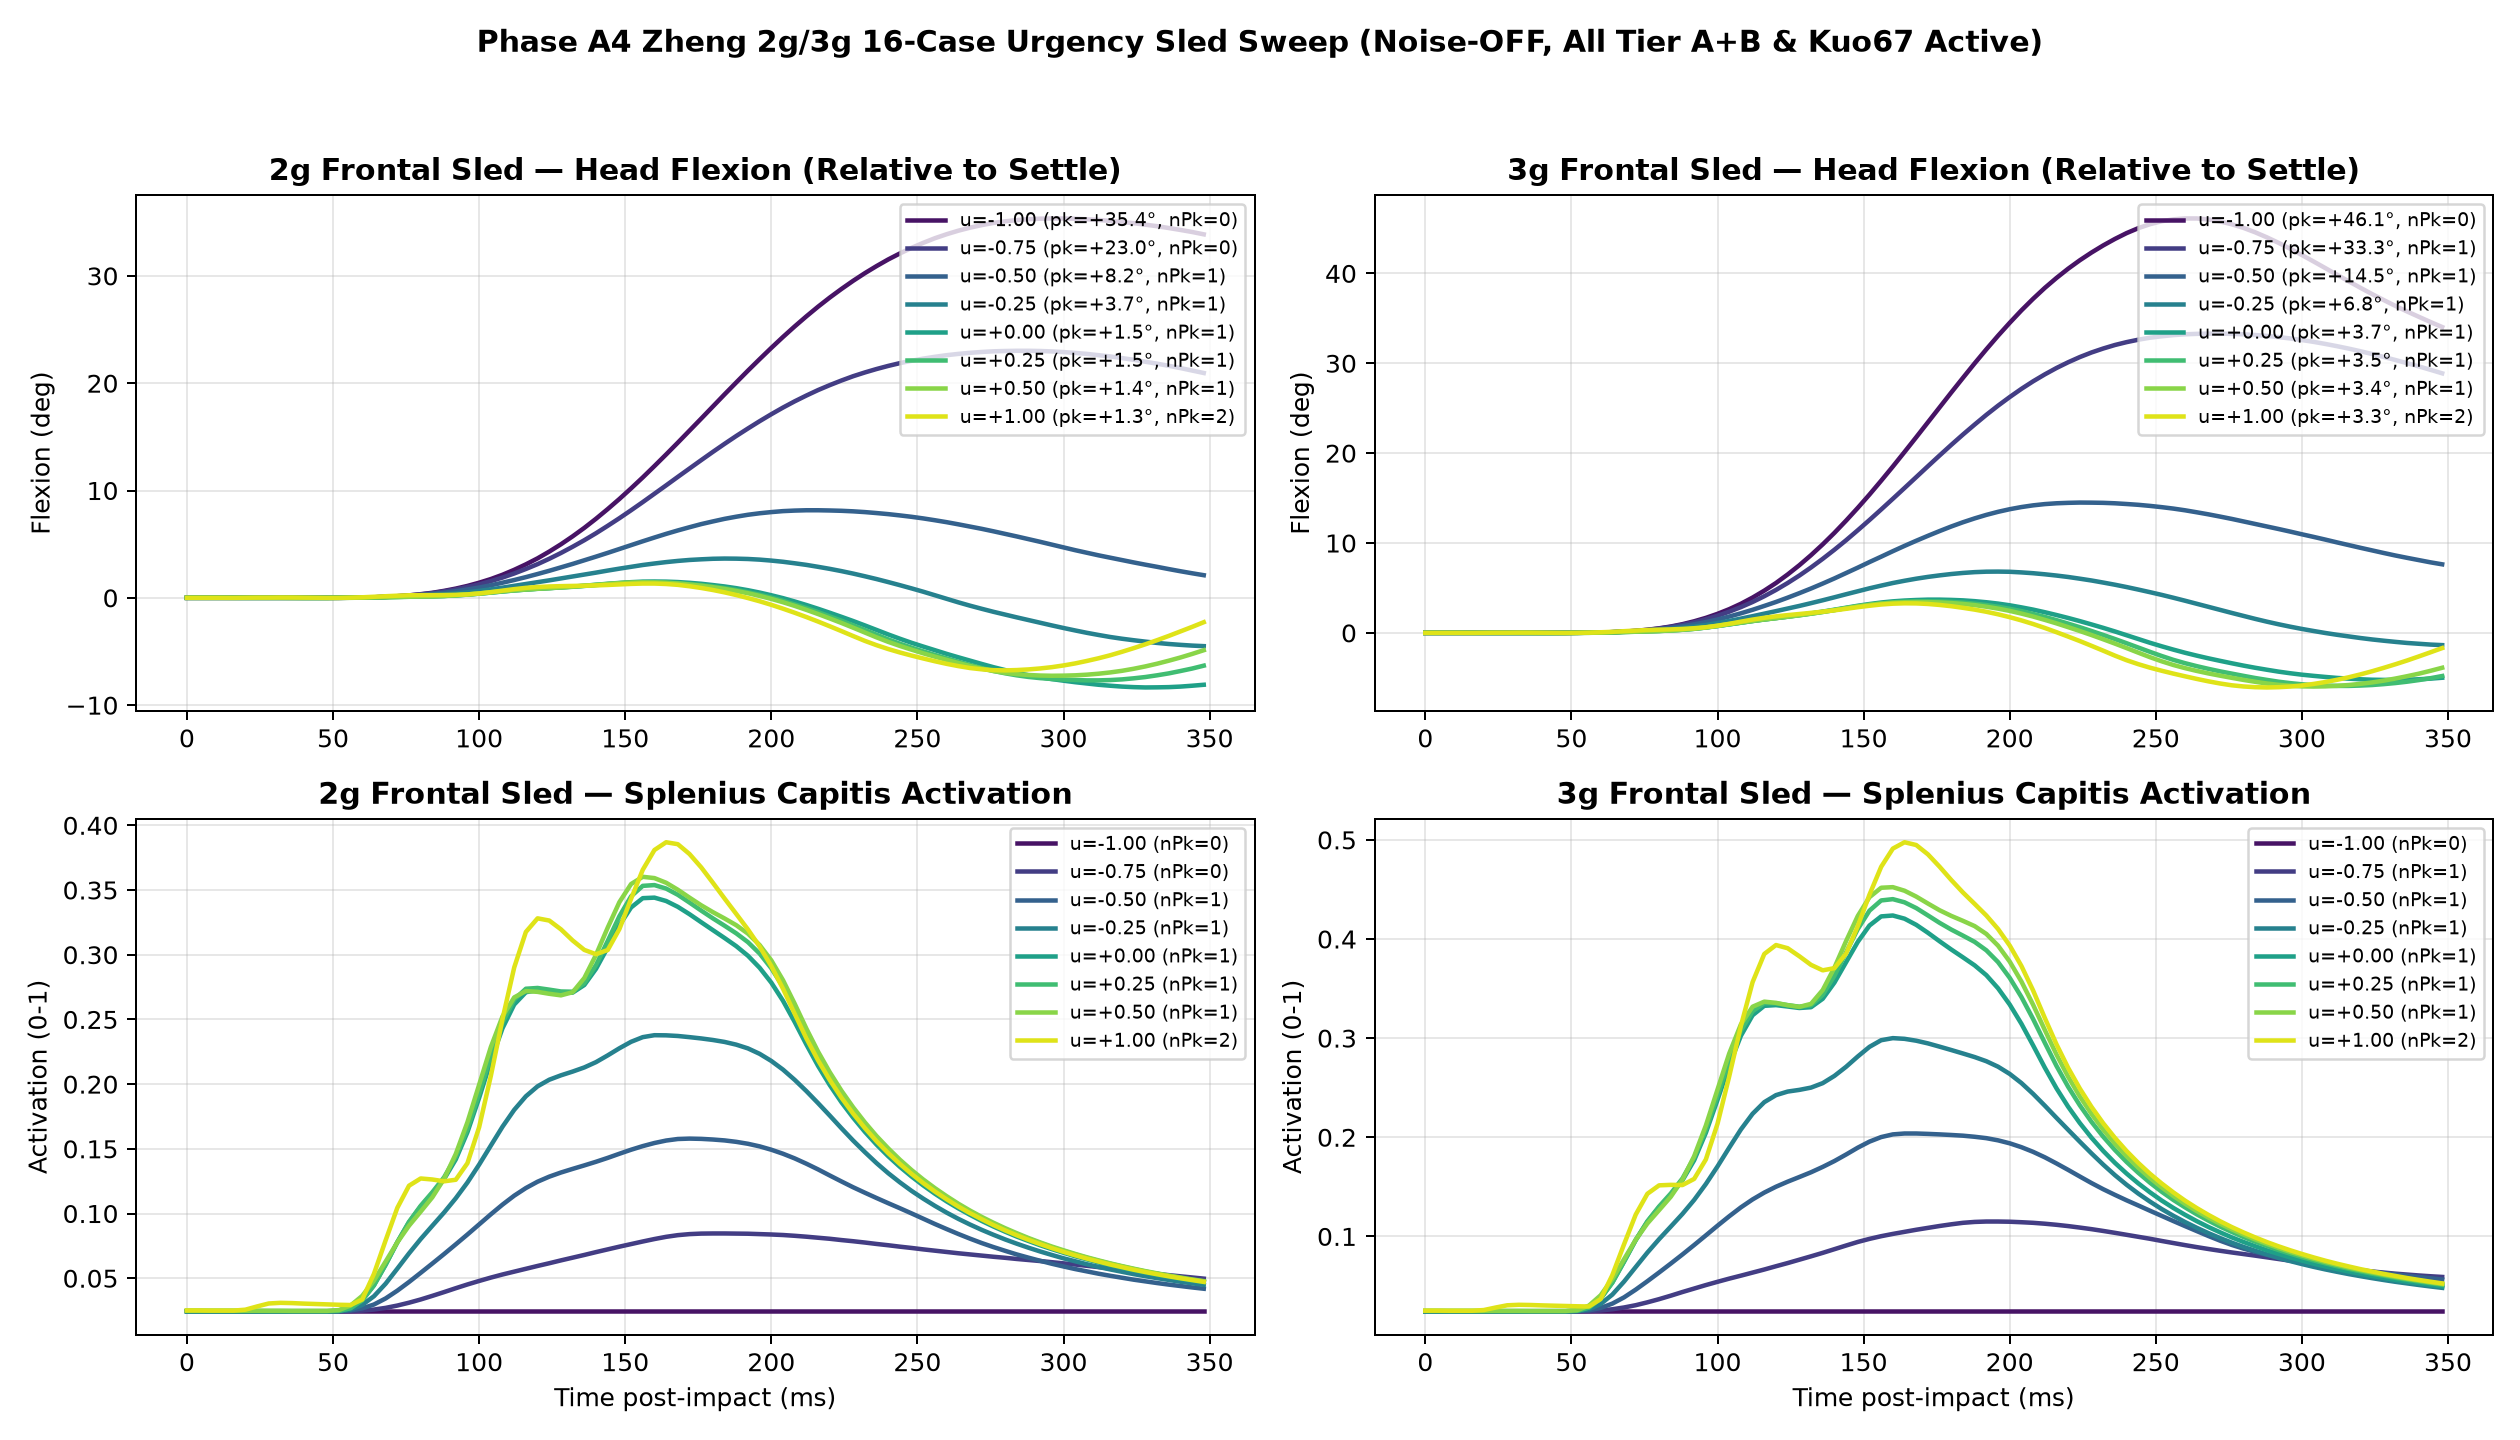 Phase A4 Zheng 2g/3g 16-Case Urgency Sled Sweep (Noise-OFF, All Tier A+B & Kuo67 Active)
2g Frontal Sled — Head Flexion (Relative to Settle)
Flexion (deg)
30
20
10
0
−10
0 50 100 150 200 250 300 350
u=-1.00 (pk=+35.4°, nPk=0)
u=-0.75 (pk=+23.0°, nPk=0)
u=-0.50 (pk=+8.2°, nPk=1)
u=-0.25 (pk=+3.7°, nPk=1)
u=+0.00 (pk=+1.5°, nPk=1)
u=+0.25 (pk=+1.5°, nPk=1)
u=+0.50 (pk=+1.4°, nPk=1)
u=+1.00 (pk=+1.3°, nPk=2)
3g Frontal Sled — Head Flexion (Relative to Settle)
Flexion (deg)
40
30
20
10
0
0 50 100 150 200 250 300 350
u=-1.00 (pk=+46.1°, nPk=0)
u=-0.75 (pk=+33.3°, nPk=1)
u=-0.50 (pk=+14.5°, nPk=1)
u=-0.25 (pk=+6.8°, nPk=1)
u=+0.00 (pk=+3.7°, nPk=1)
u=+0.25 (pk=+3.5°, nPk=1)
u=+0.50 (pk=+3.4°, nPk=1)
u=+1.00 (pk=+3.3°, nPk=2)
2g Frontal Sled — Splenius Capitis Activation
Activation (0-1)
0.40
0.35
0.30
0.25
0.20
0.15
0.10
0.05
0 50 100 150 200 250 300 350
Time post-impact (ms)
u=-1.00 (nPk=0)
u=-0.75 (nPk=0)
u=-0.50 (nPk=1)
u=-0.25 (nPk=1)
u=+0.00 (nPk=1)
u=+0.25 (nPk=1)
u=+0.50 (nPk=1)
u=+1.00 (nPk=2)
3g Frontal Sled — Splenius Capitis Activation
Activation (0-1)
0.5
0.4
0.3
0.2
0.1
0 50 100 150 200 250 300 350
Time post-impact (ms)
u=-1.00 (nPk=0)
u=-0.75 (nPk=1)
u=-0.50 (nPk=1)
u=-0.25 (nPk=1)
u=+0.00 (nPk=1)
u=+0.25 (nPk=1)
u=+0.50 (nPk=1)
u=+1.00 (nPk=2)